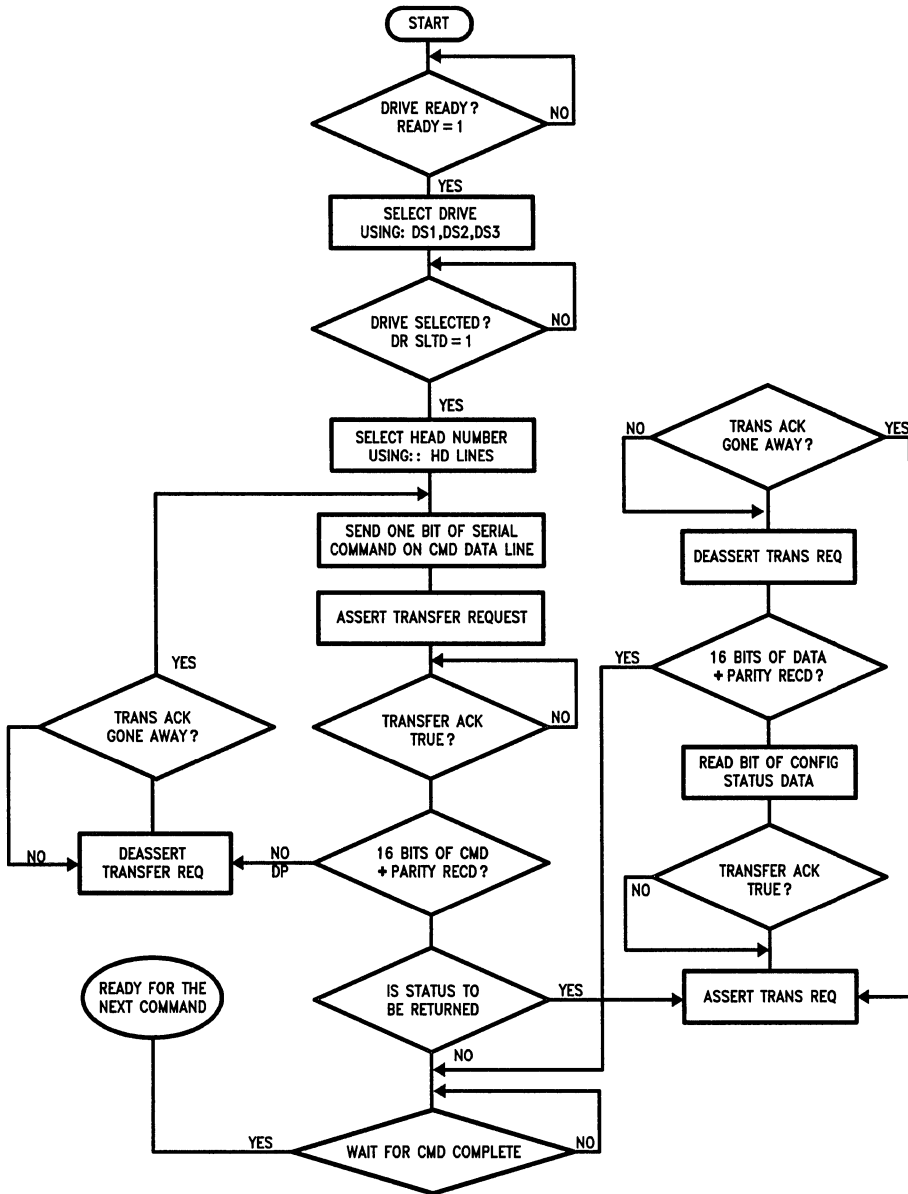 START
DRIVE READY?
READY = 1
NO
YES
SELECT DRIVE
USING: DS1,DS2,DS3
DRIVE SELECTED?
DR SLTD = 1
NO
YES
SELECT HEAD NUMBER
USING:: HD LINES
SEND ONE BIT OF SERIAL
COMMAND ON CMD DATA LINE
ASSERT TRANSFER REQUEST
TRANSFER ACK
TRUE?
NO
16 BITS OF CMD
+ PARITY RECD?
NO
DP
DEASSERT
TRANSFER REQ
TRANS ACK
GONE AWAY?
YES
NO
IS STATUS TO
BE RETURNED
YES
NO
WAIT FOR CMD COMPLETE
NO
YES
READY FOR THE
NEXT COMMAND
TRANS ACK
GONE AWAY?
NO
YES
DEASSERT TRANS REQ
16 BITS OF DATA
+ PARITY RECD?
YES
READ BIT OF CONFIG
STATUS DATA
TRANSFER ACK
TRUE?
NO
ASSERT TRANS REQ